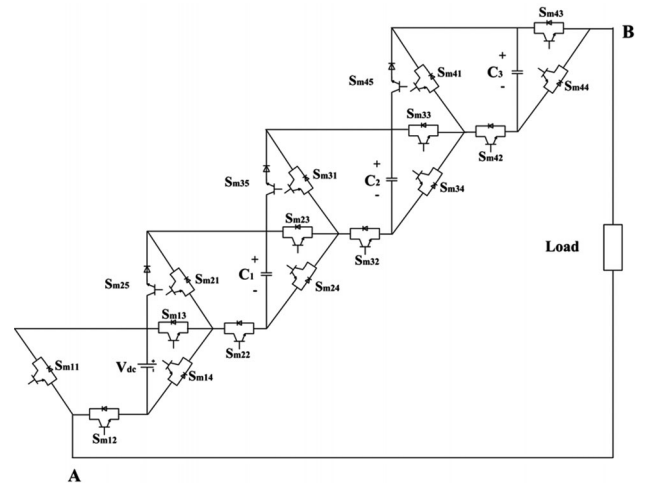 Sm43
B
+
C3
-
Sm44
Sm45
Sm41
Sm33
Sm42
+
C2
-
Sm35
Sm31
Sm34
Sm23
Sm32
+
C1
-
Sm24
Load
Sm25
Sm21
Sm13
Sm22
Vdc
+
-
Sm11
Sm14
Sm12
A